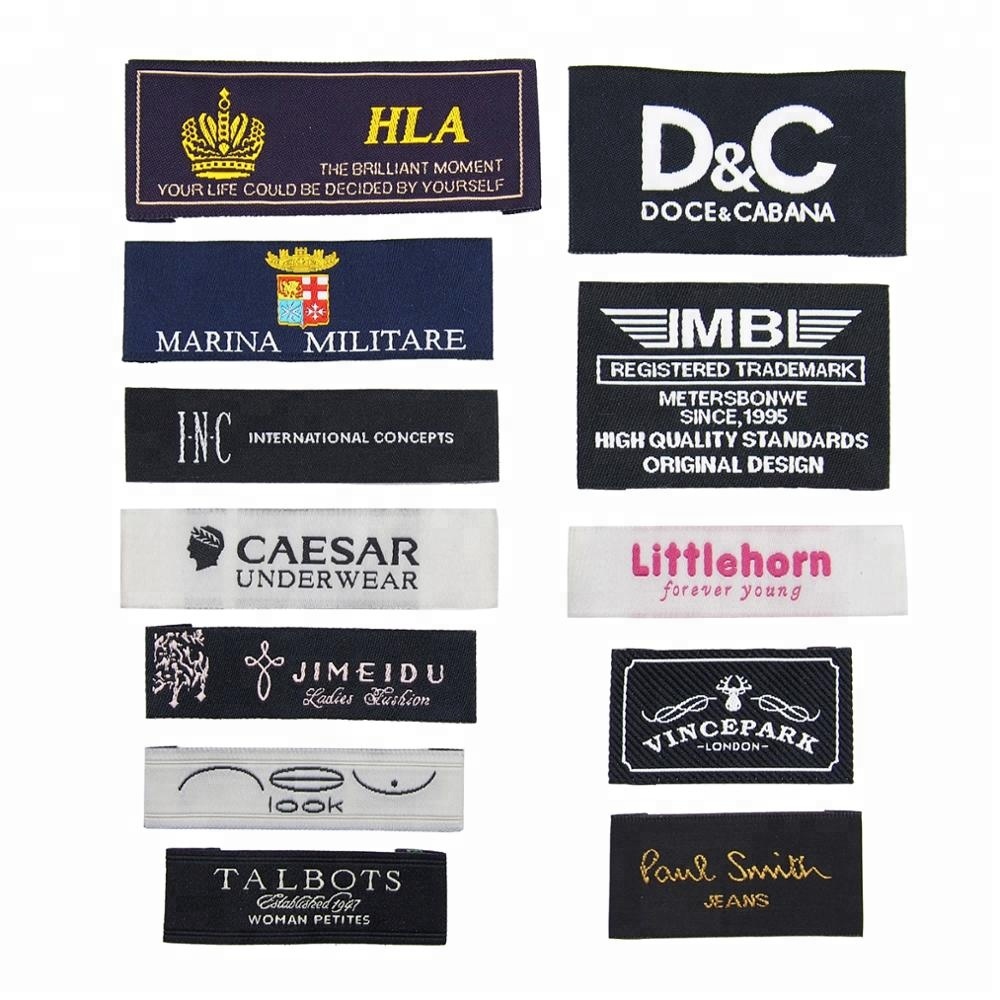 HLA
THE BRILLIANT MOMENT
YOUR LIFE COULD BE DECIDED BY YOURSELF
MARINA MILITARE
I·N·C INTERNATIONAL CONCEPTS
CAESAR
UNDERWEAR
JIMEIDU
Ladies Fashion
look
TALBOTS
Established 1947
WOMAN PETITES
D&C
DOCE&CABANA
MBI
REGISTERED TRADEMARK
METERSBONWE
SINCE,1995
HIGH QUALITY STANDARDS
ORIGINAL DESIGN
Littlehorn
forever young
VINCEPARK
-LONDON-
Paul Smith
JEANS